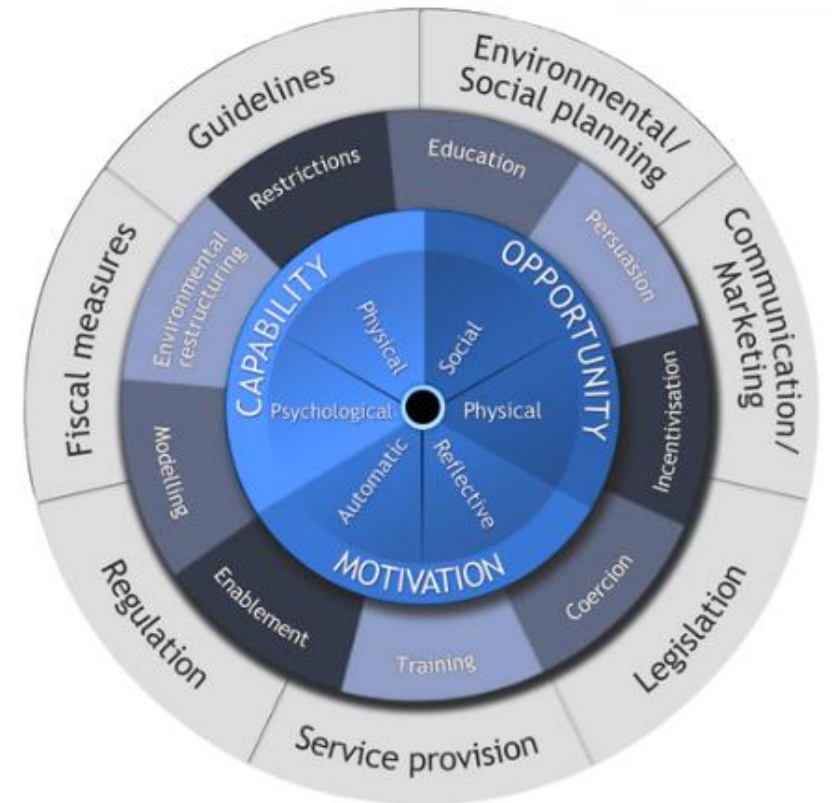 Environmental/
Social planning
Communication/
Marketing
Legislation
Service provision
Regulation
Fiscal measures
Guidelines
Education
Persuasion
Incentivisation
Coercion
Training
Enablement
Modelling
Environmental
restructuring
Restrictions
CAPABILITY
OPPORTUNITY
MOTIVATION
Physical
Social
Physical
Reflective
Automatic
Psychological